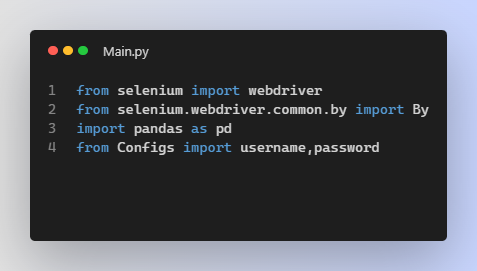 Main.py
1 from selenium import webdriver
2 from selenium.webdriver.common.by import By
3 import pandas as pd
4 from Configs import username,password